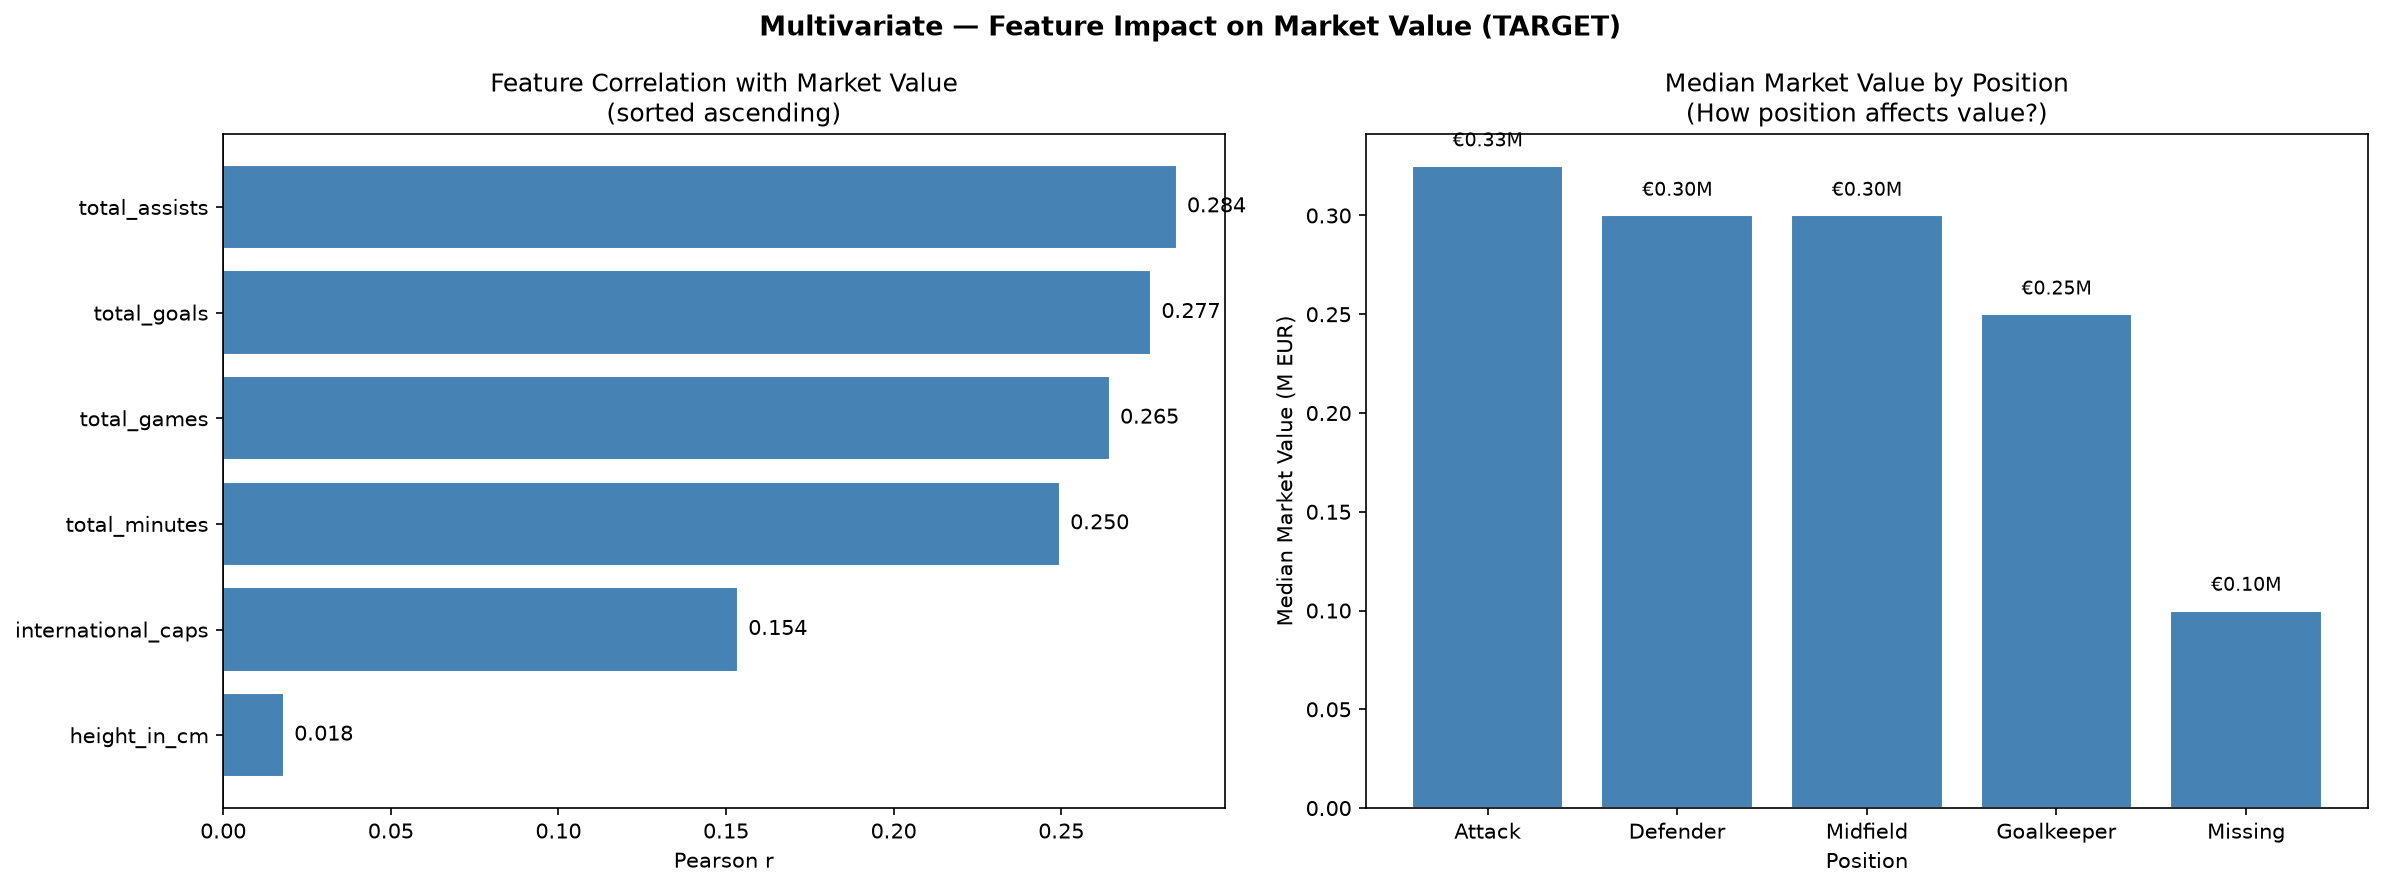 Multivariate — Feature Impact on Market Value (TARGET)
Feature Correlation with Market Value
(sorted ascending)
total_assists
0.284
total_goals
0.277
total_games
0.265
total_minutes
0.250
international_caps
0.154
height_in_cm
0.018
0.00
0.05
0.10
0.15
0.20
0.25
Pearson r
Median Market Value by Position
(How position affects value?)
Median Market Value (M EUR)
0.30
0.25
0.20
0.15
0.10
0.05
0.00
€0.33M
€0.30M
€0.30M
€0.25M
€0.10M
Attack
Defender
Midfield
Goalkeeper
Missing
Position